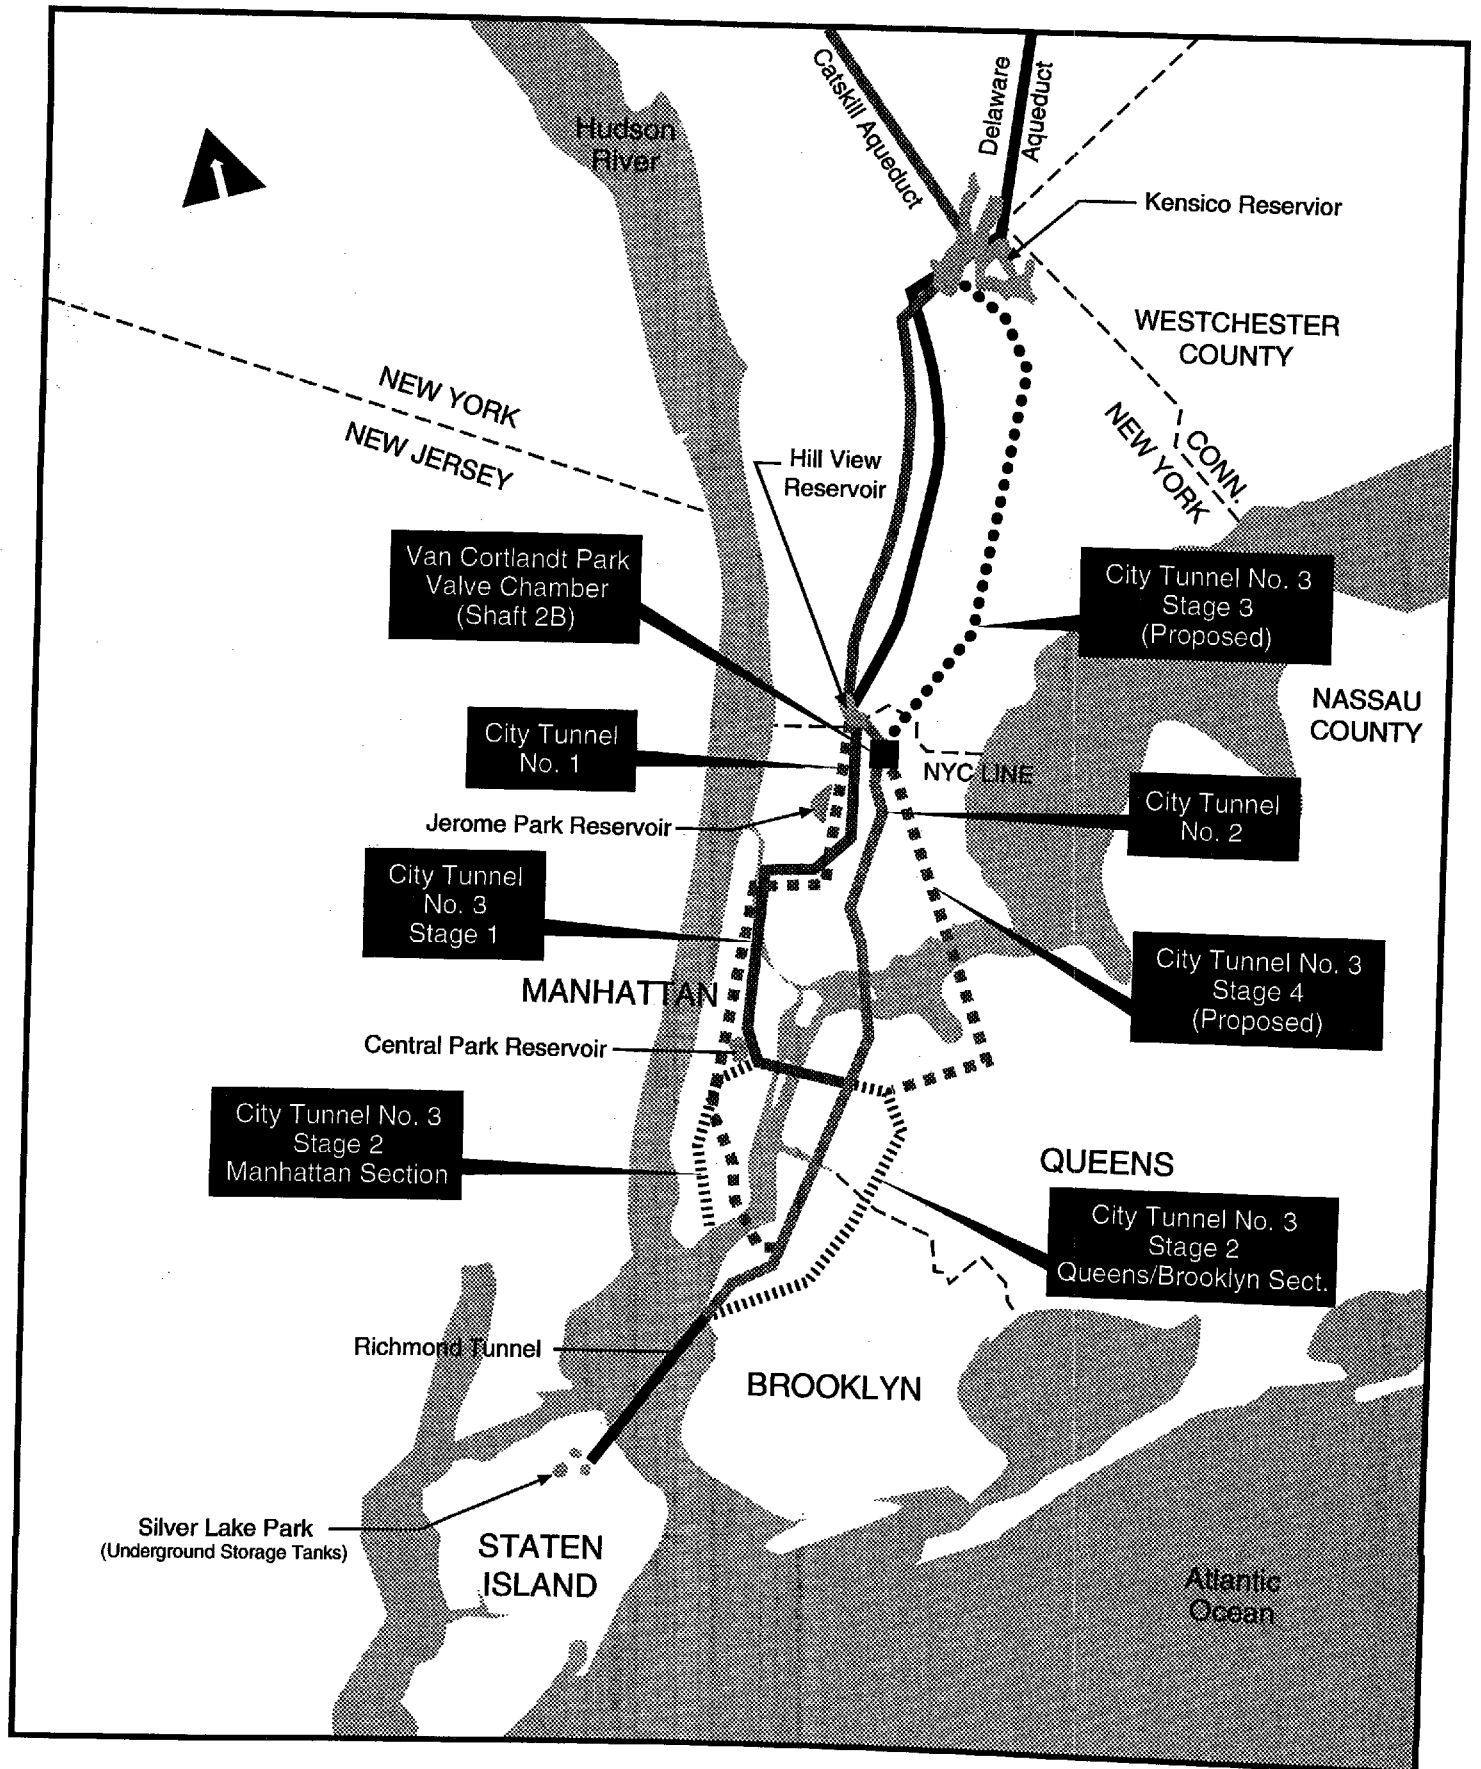 Hudson
River
Catskill Aqueduct
Delaware
Aqueduct
Kensico Reservior
WESTCHESTER
COUNTY
NEW YORK
NEW JERSEY
CONN.
NEW YORK
Hill View
Reservoir
Van Cortlandt Park
Valve Chamber
(Shaft 2B)
City Tunnel No. 3
Stage 3
(Proposed)
NASSAU
COUNTY
City Tunnel
No. 1
NYC LINE
City Tunnel
No. 2
Jerome Park Reservoir
City Tunnel
No. 3
Stage 1
City Tunnel No. 3
Stage 4
(Proposed)
MANHATTAN
Central Park Reservoir
City Tunnel No. 3
Stage 2
Manhattan Section
QUEENS
City Tunnel No. 3
Stage 2
Queens/Brooklyn Sect.
Richmond Tunnel
BROOKLYN
Silver Lake Park
(Underground Storage Tanks)
STATEN
ISLAND
Atlantic
Ocean